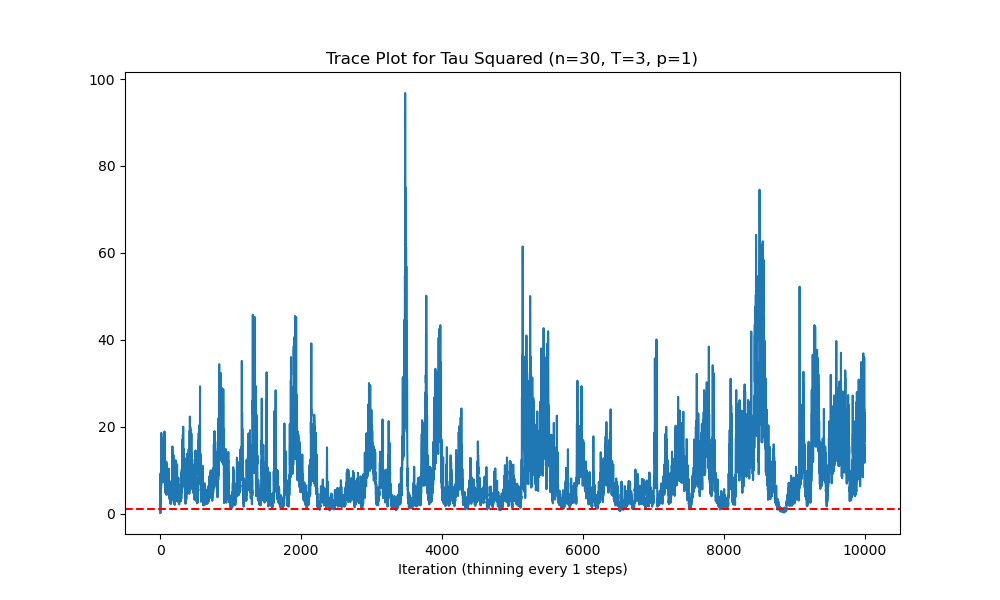 Trace Plot for Tau Squared (n=30, T=3, p=1)
100
80
60
40
20
0
0 2000 4000 6000 8000 10000
Iteration (thinning every 1 steps)